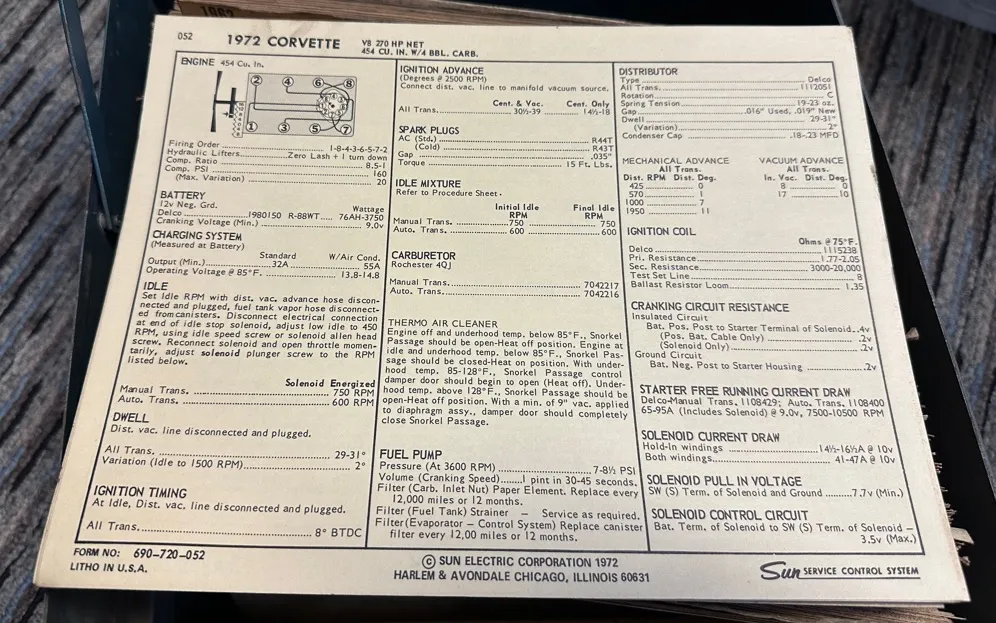 1962
052
1972 CORVETTE
V8 270 HP NET
454 CU. IN. W/4 BBL. CARB.
ENGINE 454 Cu. In.
2 4 6 8
1 3 5 7
Firing Order 1-8-4-3-6-5-7-2
Hydraulic Lifters Zero Lash + 1 turn down
Comp. Ratio 8.5-1
Comp. PSI 160
(Max. Variation) 20
BATTERY
12v Neg. Grd. Wattage
Delco 1980150 R-88WT 76AH-3750
Cranking Voltage (Min.) 9.0v
CHARGING SYSTEM
(Measured at Battery)
Standard W/Air Cond.
Output (Min.) 32A 55A
Operating Voltage @ 85°F. 13.8-14.8
IDLE
Set Idle RPM with dist. vac. advance hose discon-
nected and plugged, fuel tank vapor hose disconnect-
ed from canisters. Disconnect electrical connection
at end of idle stop solenoid, adjust low idle to 450
RPM, using idle speed screw or solenoid allen head
screw. Reconnect solenoid and open throttle momen-
tarily, adjust solenoid plunger screw to the RPM
listed below.
Solenoid Energized
Manual Trans. 750 RPM
Auto. Trans. 600 RPM
DWELL
Dist. vac. line disconnected and plugged.
All Trans. 29-31°
Variation (Idle to 1500 RPM) 2°
IGNITION TIMING
At Idle, Dist. Vac. line disconnected and plugged.
All Trans. 8° BTDC
IGNITION ADVANCE
(Degrees @ 2500 RPM)
Connect dist. vac. line to manifold vacuum source.
Cent. & Vac. Cent. Only
All Trans. 30½-39 14½-18
SPARK PLUGS
AC (Std.) R44T
(Cold) R43T
Gap .035"
Torque 15 Ft. Lbs.
IDLE MIXTURE
Refer to Procedure Sheet.
Initial Idle Final Idle
RPM RPM
Manual Trans. 750 750
Auto. Trans. 600 600
CARBURETOR
Rochester 4QJ
Manual Trans. 7042217
Auto. Trans. 7042216
THERMO AIR CLEANER
Engine off and underhood temp. below 85°F., Snorkel
Passage should be open-Heat off position. Engine at
idle and underhood temp. below 85°F., Snorkel Pas-
sage should be closed-Heat on position. With under-
hood temp. 85-128°F., Snorkel Passage control
damper door should begin to open (Heat off). Under-
hood temp. above 128°F., Snorkel Passage should be
open-Heat off position. With a min. of 9" vac. applied
to diaphragm assy., damper door should completely
close Snorkel Passage.
FUEL PUMP
Pressure (At 3600 RPM) 7-8½ PSI
Volume (Cranking Speed) 1 pint in 30-45 seconds.
Filter (Carb. Inlet Nut) Paper Element. Replace every
12,000 miles or 12 months.
Filter (Fuel Tank) Strainer — Service as required.
Filter (Evaporator – Control System) Replace canister
filter every 12,00 miles or 12 months.
DISTRIBUTOR
Type Delco
All Trans. 1112051
Rotation C
Spring Tension 19-23 oz.
Gap .016" Used, .019" New
Dwell 29-31°
(Variation) 2°
Condenser Cap .18-.23 MFD
MECHANICAL ADVANCE VACUUM ADVANCE
All Trans. All Trans.
Dist. RPM Dist. Deg. In. Vac. Dist. Deg.
425 0 8 0
570 1 17 10
1000 7
1950 11
IGNITION COIL
Ohms @ 75°F.
Delco 1115238
Pri. Resistance 1.77-2.05
Sec. Resistance 3000-20,000
Test Set Line 8
Ballast Resistor Loom 1.35
CRANKING CIRCUIT RESISTANCE
Insulated Circuit
Bat. Pos. Post to Starter Terminal of Solenoid .4v
(Pos. Bat. Cable Only) .2v
(Solenoid Only) .2v
Ground Circuit
Bat. Neg. Post to Starter Housing .2v
STARTER FREE RUNNING CURRENT DRAW
Delco-Manual Trans. 1108429; Auto. Trans. 1108400
65-95A (Includes Solenoid) @ 9.0v, 7500-10500 RPM
SOLENOID CURRENT DRAW
Hold-In windings 14½-16½A @ 10v
Both windings 41-47A @ 10v
SOLENOID PULL IN VOLTAGE
SW (S) Term. of Solenoid and Ground 7.7v (Min.)
SOLENOID CONTROL CIRCUIT
Bat. Term. of Solenoid to SW (S) Term. of Solenoid –
3.5v (Max.)
FORM NO: 690-720-052
LITHO IN U.S.A.
© SUN ELECTRIC CORPORATION 1972
HARLEM & AVONDALE CHICAGO, ILLINOIS 60631
Sun SERVICE CONTROL SYSTEM